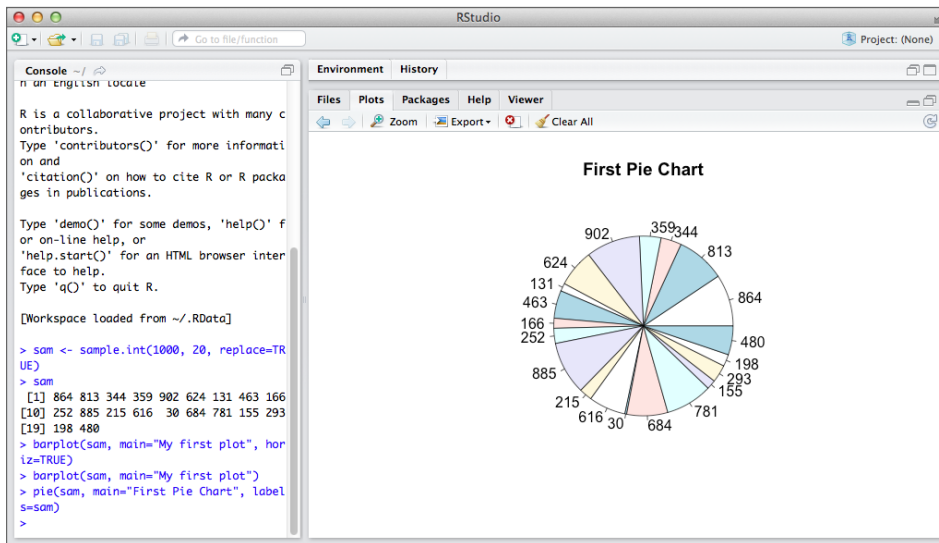 RStudio
Go to file/function
Project: (None)
Console ~/
n an English locale
R is a collaborative project with many c
ontributors.
Type 'contributors()' for more informati
on and
'citation()' on how to cite R or R packa
ges in publications.
Type 'demo()' for some demos, 'help()' f
or on-line help, or
'help.start()' for an HTML browser inter
face to help.
Type 'q()' to quit R.
[Workspace loaded from ~/.RData]
> sam <- sample.int(1000, 20, replace=TR
UE)
> sam
[1] 864 813 344 359 902 624 131 463 166
[10] 252 885 215 616 30 684 781 155 293
[19] 198 480
> barplot(sam, main="My first plot", hor
iz=TRUE)
> barplot(sam, main="My first plot")
> pie(sam, main="First Pie Chart", label
s=sam)
>
Environment History
Files Plots Packages Help Viewer
Zoom Export Clear All
First Pie Chart
902
359
344
813
624
131
864
463
166
480
252
198
293
885
155
215
781
616
30
684